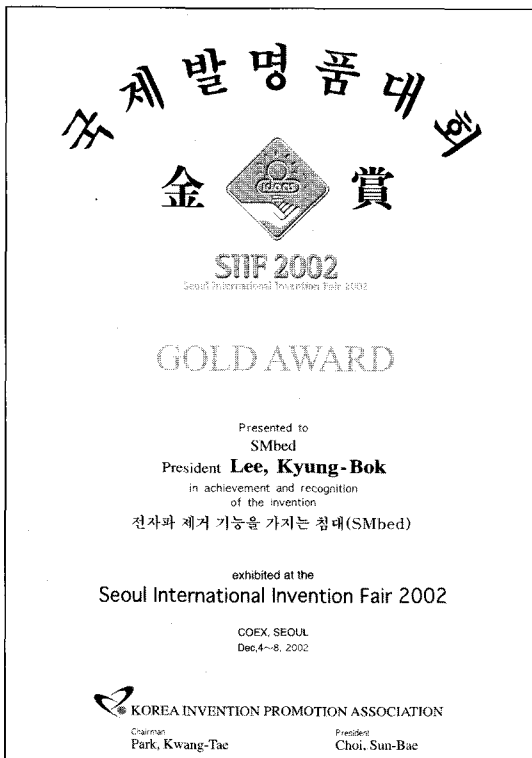 국제발명품대회
金 ideas 賞
SIIF 2002
Seoul International Invention Fair 2002
GOLD AWARD
Presented to
SMbed
President Lee, Kyung-Bok
in achievement and recognition
of the invention
전자파 제거 기능을 가지는 침대(SMbed)
exhibited at the
Seoul International Invention Fair 2002
COEX, SEOUL
Dec,4~8, 2002
KOREA INVENTION PROMOTION ASSOCIATION
Chairman President
Park, Kwang-Tae Choi, Sun-Bae